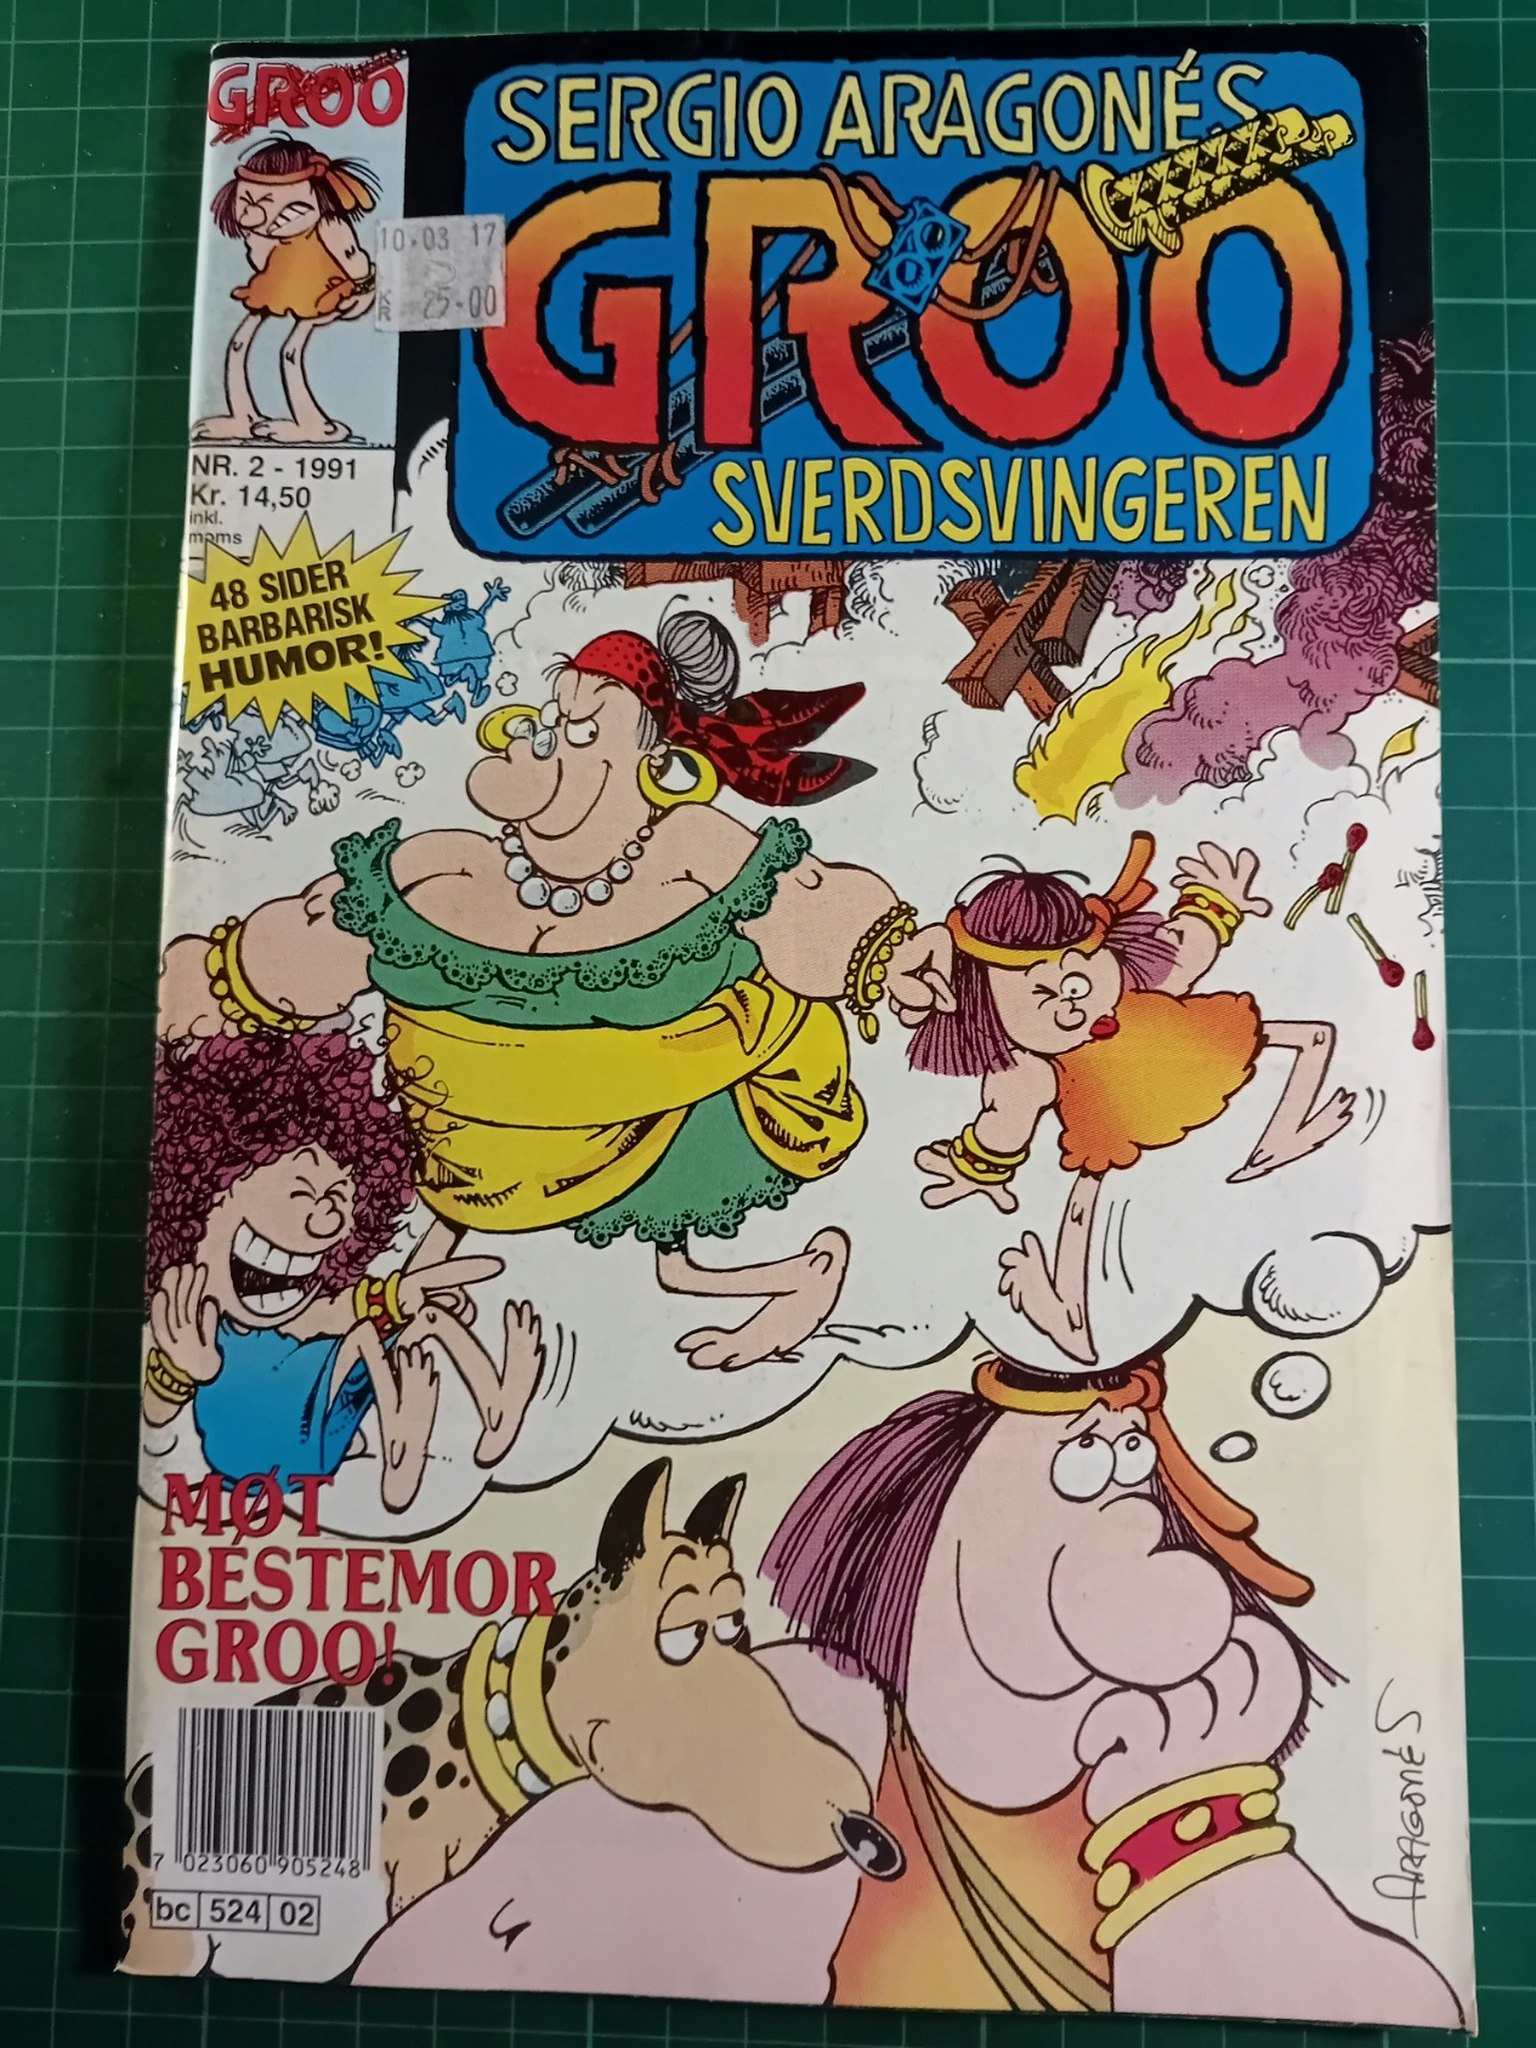 GROO
SERGIO ARAGONÉS
GROO
SVERDSVINGEREN
10.03 17
KR 25.00
NR. 2 - 1991
Kr. 14,50
inkl.
moms
48 SIDER
BARBARISK
HUMOR!
MØT
BESTEMOR
GROO!
ARAGONÉS
7 023060 905248
bc 524 02